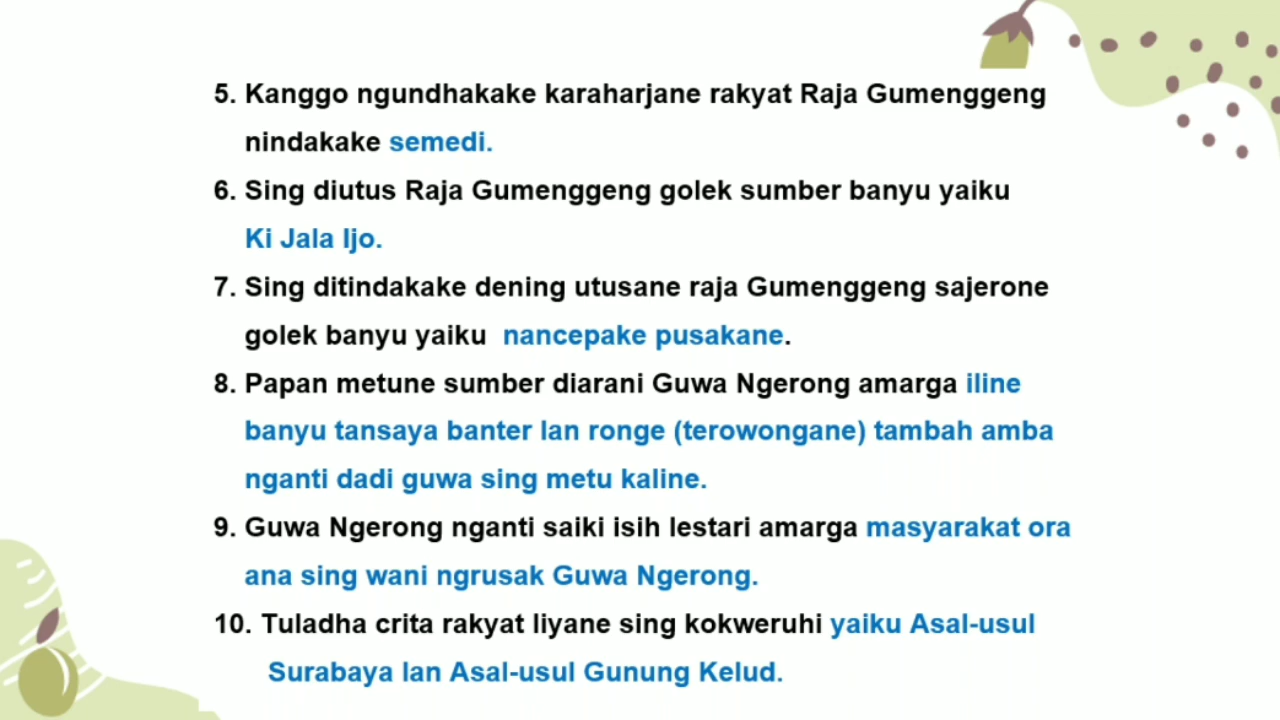 5. Kanggo ngundhakake karaharjane rakyat Raja Gumenggeng
nindakake semedi.
6. Sing diutus Raja Gumenggeng golek sumber banyu yaiku
Ki Jala Ijo.
7. Sing ditindakake dening utusane raja Gumenggeng sajerone
golek banyu yaiku nancepake pusakane.
8. Papan metune sumber diarani Guwa Ngerong amarga iline
banyu tansaya banter lan ronge (terowongane) tambah amba
nganti dadi guwa sing metu kaline.
9. Guwa Ngerong nganti saiki isih lestari amarga masyarakat ora
ana sing wani ngrusak Guwa Ngerong.
10. Tuladha crita rakyat liyane sing kokweruhi yaiku Asal-usul
Surabaya lan Asal-usul Gunung Kelud.